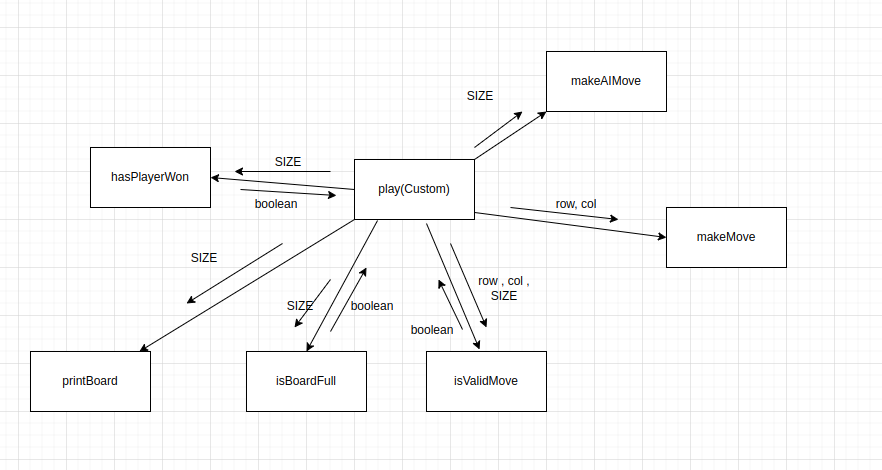 makeAIMove
SIZE
SIZE
hasPlayerWon
play(Custom)
boolean
row, col
makeMove
SIZE
row , col ,
SIZE
SIZE
boolean
boolean
printBoard
isBoardFull
isValidMove